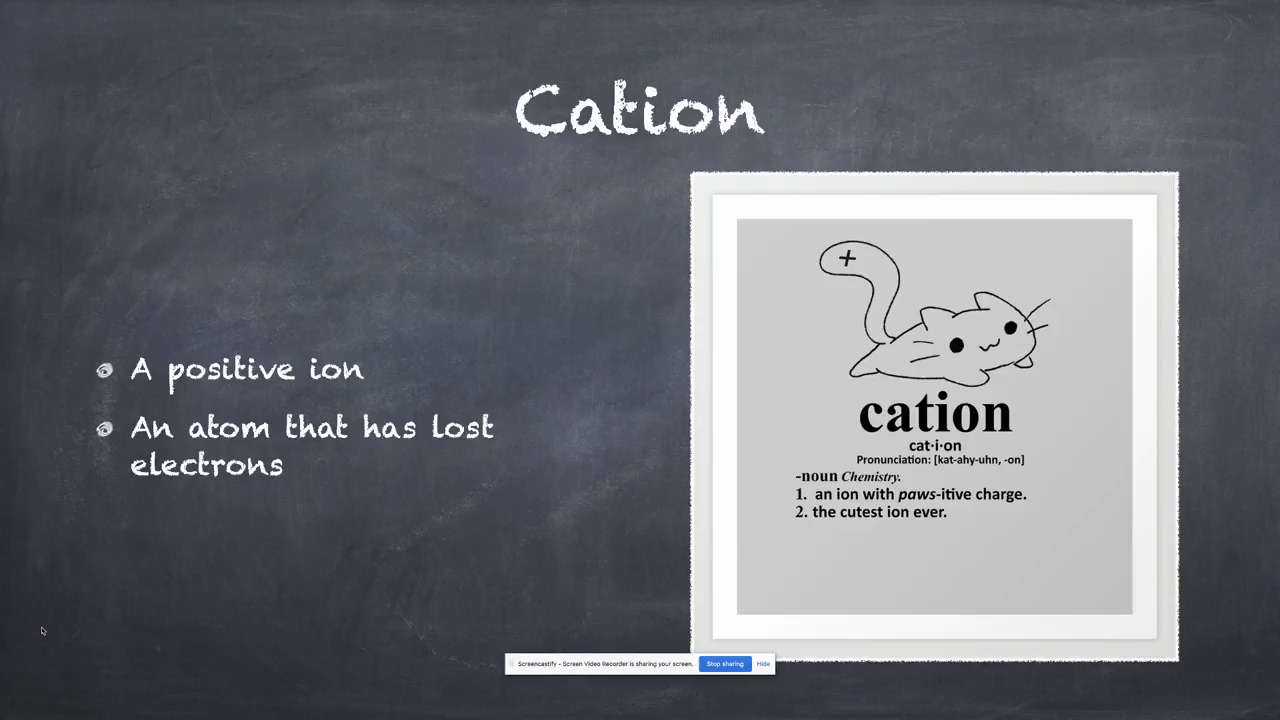 Cation
A positive ion
An atom that has lost
electrons
+
cation
cat·i·on
Pronunciation: [kat-ahy-uhn, -on]
-noun Chemistry.
1. an ion with paws-itive charge.
2. the cutest ion ever.
Screencastify - Screen Video Recorder is sharing your screen. Stop sharing Hide